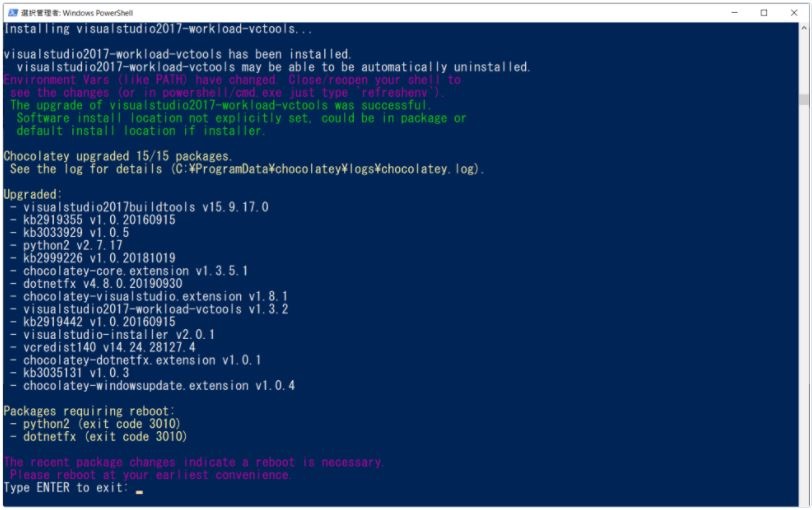 選択管理者: Windows PowerShell
Installing visualstudio2017-workload-vctools...
visualstudio2017-workload-vctools has been installed.
visualstudio2017-workload-vctools may be able to be automatically uninstalled.
Environment Vars (like PATH) have changed. Close/reopen your shell to
see the changes (or in powershell/cmd.exe just type `refreshenv`).
The upgrade of visualstudio2017-workload-vctools was successful.
Software install location not explicitly set, could be in package or
default install location if installer.
Chocolatey upgraded 15/15 packages.
See the log for details (C:¥ProgramData¥chocolatey¥logs¥chocolatey.log).
Upgraded:
- visualstudio2017buildtools v15.9.17.0
- kb2919355 v1.0.20160915
- kb3033929 v1.0.5
- python2 v2.7.17
- kb2999226 v1.0.20181019
- chocolatey-core.extension v1.3.5.1
- dotnetfx v4.8.0.20190930
- chocolatey-visualstudio.extension v1.8.1
- visualstudio2017-workload-vctools v1.3.2
- kb2919442 v1.0.20160915
- visualstudio-installer v2.0.1
- vcredist140 v14.24.28127.4
- chocolatey-dotnetfx.extension v1.0.1
- kb3035131 v1.0.3
- chocolatey-windowsupdate.extension v1.0.4
Packages requiring reboot:
- python2 (exit code 3010)
- dotnetfx (exit code 3010)
The recent package changes indicate a reboot is necessary.
Please reboot at your earliest convenience.
Type ENTER to exit: